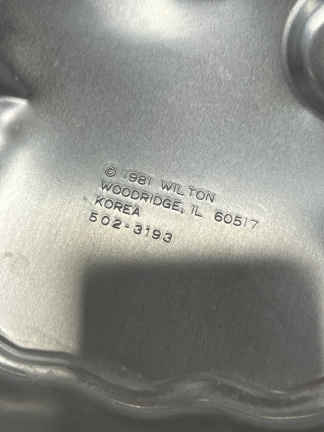 © 1981 WILTON
WOODRIDGE, IL 60517
KOREA
502-3193